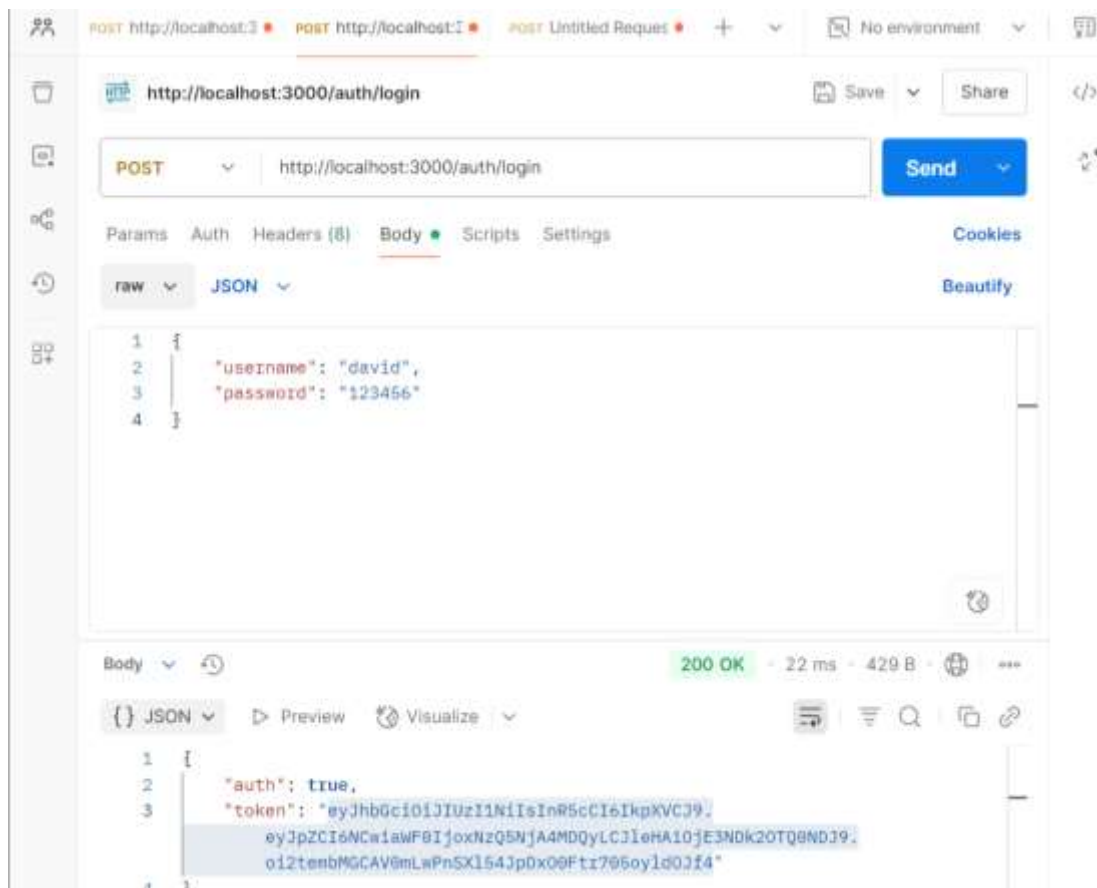 POST http://localhost:3
POST http://localhost:3
POST Untitled Reques
No environment
http://localhost:3000/auth/login
Save
Share
POST
http://localhost:3000/auth/login
Send
Params Auth Headers (8) Body Scripts Settings
Cookies
raw
JSON
Beautify
1 {
2 "username": "david",
3 "password": "123456"
4 }
Body
200 OK
22 ms
429 B
{} JSON
Preview
Visualize
1 {
2 "auth": true,
3 "token": "eyJhbGciOiJIUzI1NiIsInR5cCI6IkpXVCJ9.
4 }